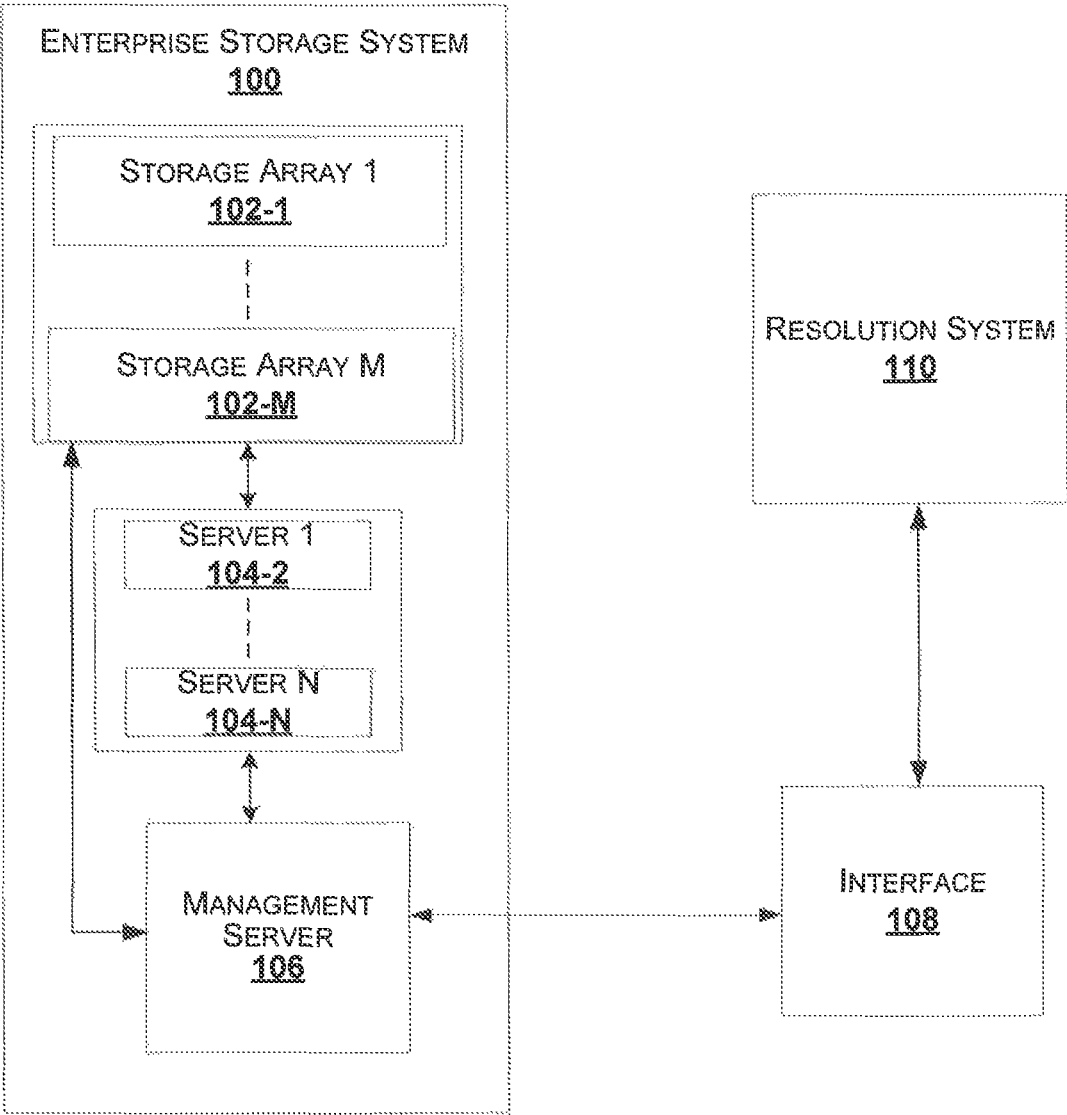 ENTERPRISE STORAGE SYSTEM
100
STORAGE ARRAY 1
102-1
STORAGE ARRAY M
102-M
SERVER 1
104-2
SERVER N
104-N
MANAGEMENT
SERVER
106
RESOLUTION SYSTEM
110
INTERFACE
108